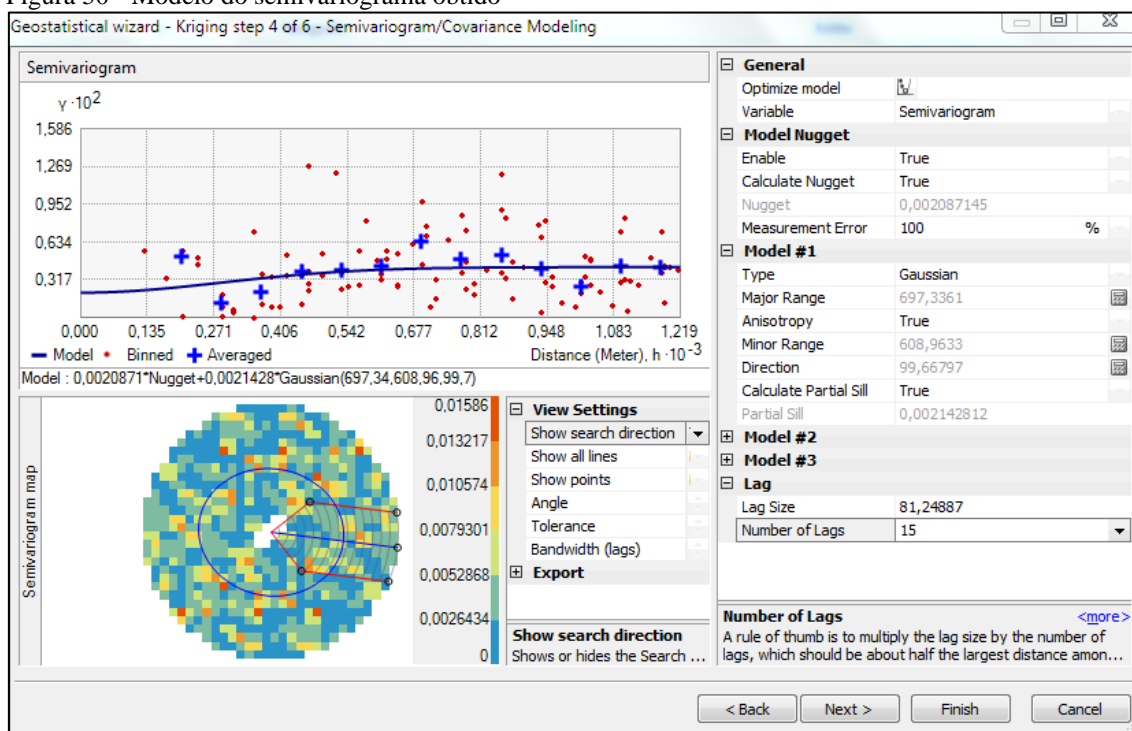 Figura 50 - Modelo do semivariograma obtido
Geostatistical wizard - Kriging step 4 of 6 - Semivariogram/Covariance Modeling
Semivariogram
γ ·10²
1,586
1,269
0,952
0,634
0,317
0,000 0,135 0,271 0,406 0,542 0,677 0,812 0,948 1,083 1,219
Model Binned Averaged Distance (Meter), h ·10⁻³
Model : 0,0020871*Nugget+0,0021428*Gaussian(697,34,608,96,99,7)
Semivariogram map
0,01586
0,013217
0,010574
0,0079301
0,0052868
0,0026434
0
View Settings
Show search direction
Show all lines
Show points
Angle
Tolerance
Bandwidth (lags)
Export
Show search direction
Shows or hides the Search ...
General
Optimize model
Variable Semivariogram
Model Nugget
Enable True
Calculate Nugget True
Nugget 0,002087145
Measurement Error 100 %
Model #1
Type Gaussian
Major Range 697,3361
Anisotropy True
Minor Range 608,9633
Direction 99,66797
Calculate Partial Sill True
Partial Sill 0,002142812
Model #2
Model #3
Lag
Lag Size 81,24887
Number of Lags 15
Number of Lags <more>
A rule of thumb is to multiply the lag size by the number of
lags, which should be about half the largest distance amon...
< Back Next > Finish Cancel